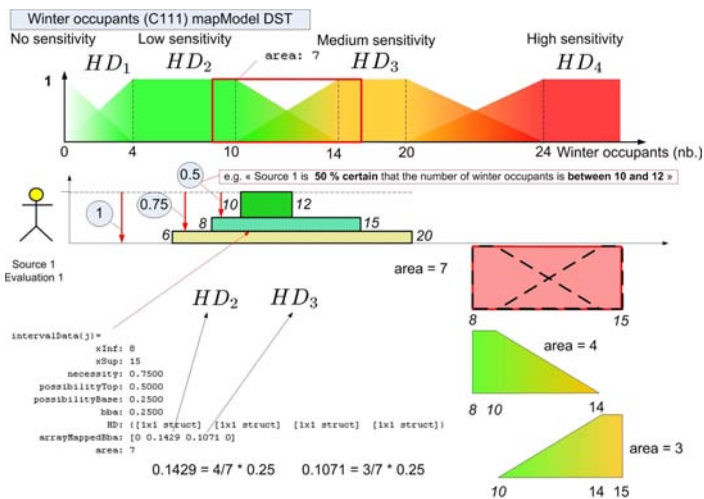 Winter occupants (C111) mapModel DST
No sensitivity
Low sensitivity
Medium sensitivity
High sensitivity
HD1
HD2
HD3
HD4
area: 7
1
0
4
10
14
20
24
Winter occupants (nb.)
e.g. « Source 1 is 50 % certain that the number of winter occupants is between 10 and 12 »
0.5
0.75
1
10
12
8
15
6
20
Source 1
Evaluation 1
area = 7
8
15
HD2
HD3
intervalData(j)=
xInf: 8
xSup: 15
necessity: 0.7500
possibilityTop: 0.5000
possibilityBase: 0.2500
bba: 0.2500
HD: ([1x1 struct] [1x1 struct] [1x1 struct] [1x1 struct])
arrayMappedBba: [0 0.1429 0.1071 0]
area: 7
0.1429 = 4/7 * 0.25
0.1071 = 3/7 * 0.25
area = 4
8
10
14
area = 3
10
14
15